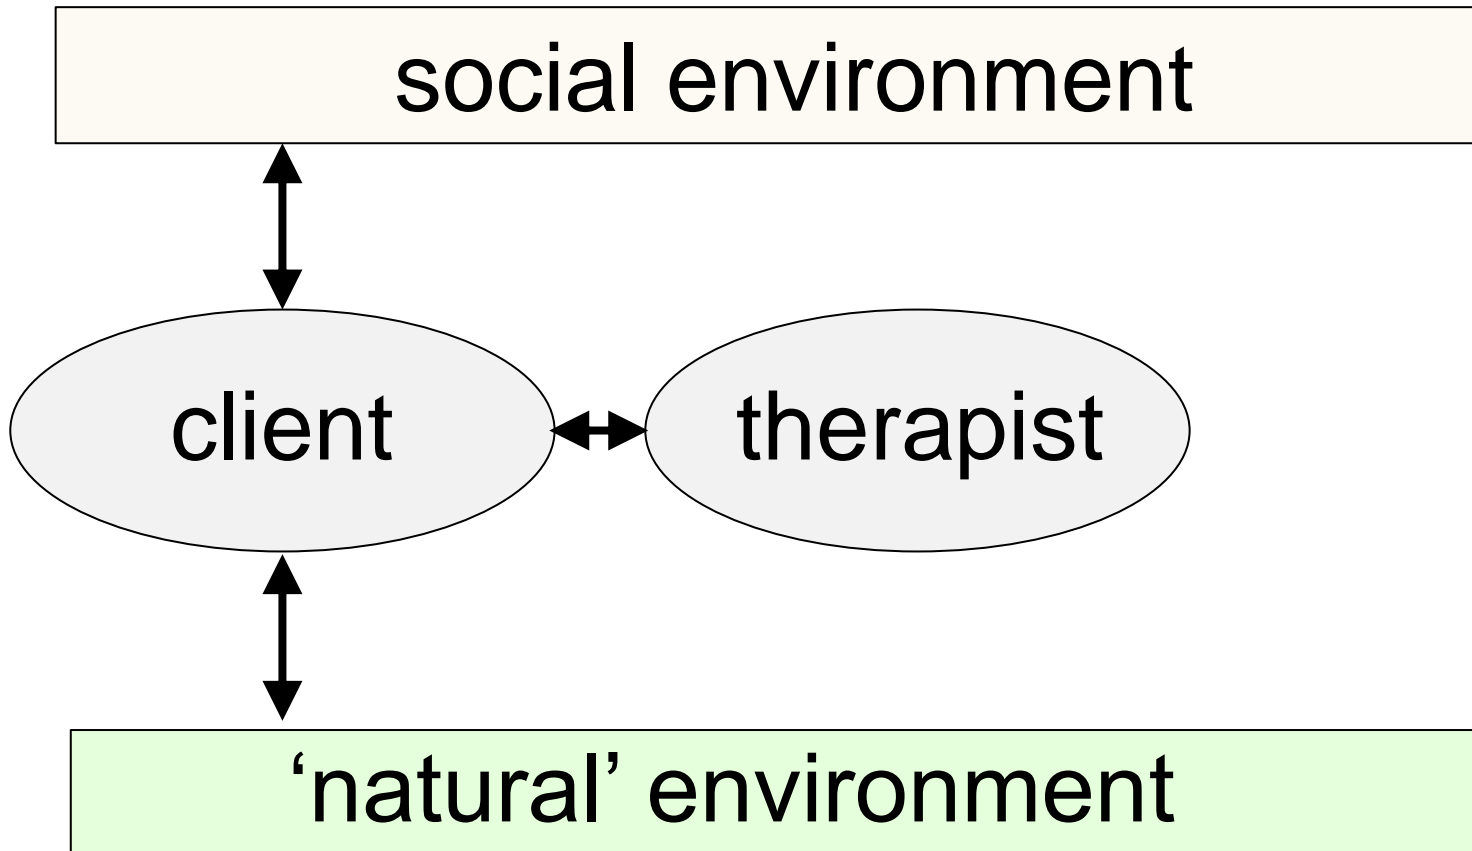 social environment
client
therapist
‘natural’ environment